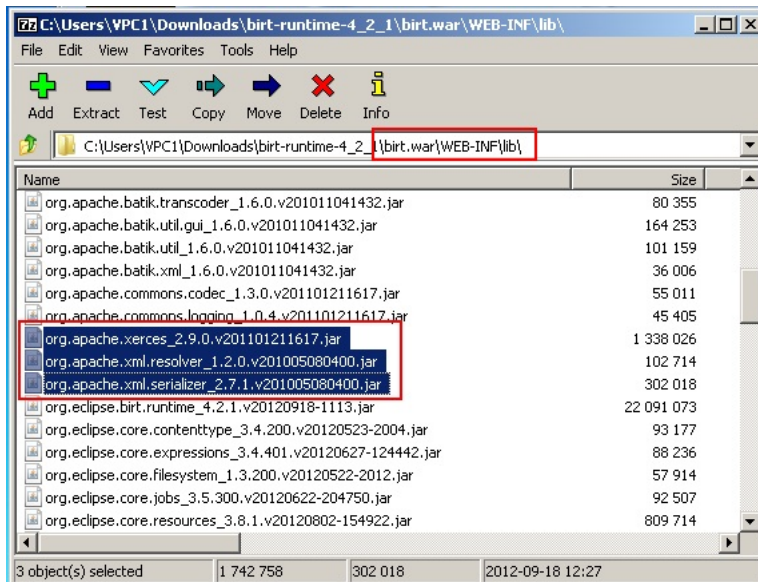 C:\Users\VPC1\Downloads\birt-runtime-4_2_1\birt.war\WEB-INF\lib\
File Edit View Favorites Tools Help
Add Extract Test Copy Move Delete Info
C:\Users\VPC1\Downloads\birt-runtime-4_2_1\birt.war\WEB-INF\lib\
Name Size
org.apache.batik.transcoder_1.6.0.v201011041432.jar 80 355
org.apache.batik.util.gui_1.6.0.v201011041432.jar 164 253
org.apache.batik.util_1.6.0.v201011041432.jar 101 159
org.apache.batik.xml_1.6.0.v201011041432.jar 36 006
org.apache.commons.codec_1.3.0.v201101211617.jar 55 011
org.apache.commons.logging_1.0.4.v201101211617.jar 45 405
org.apache.xerces_2.9.0.v201101211617.jar 1 338 026
org.apache.xml.resolver_1.2.0.v201005080400.jar 102 714
org.apache.xml.serializer_2.7.1.v201005080400.jar 302 018
org.eclipse.birt.runtime_4.2.1.v20120918-1113.jar 22 091 073
org.eclipse.core.contenttype_3.4.200.v20120523-2004.jar 93 177
org.eclipse.core.expressions_3.4.401.v20120627-124442.jar 88 236
org.eclipse.core.filesystem_1.3.200.v20120522-2012.jar 57 914
org.eclipse.core.jobs_3.5.300.v20120622-204750.jar 92 507
org.eclipse.core.resources_3.8.1.v20120802-154922.jar 809 714
3 object(s) selected 1 742 758 302 018 2012-09-18 12:27